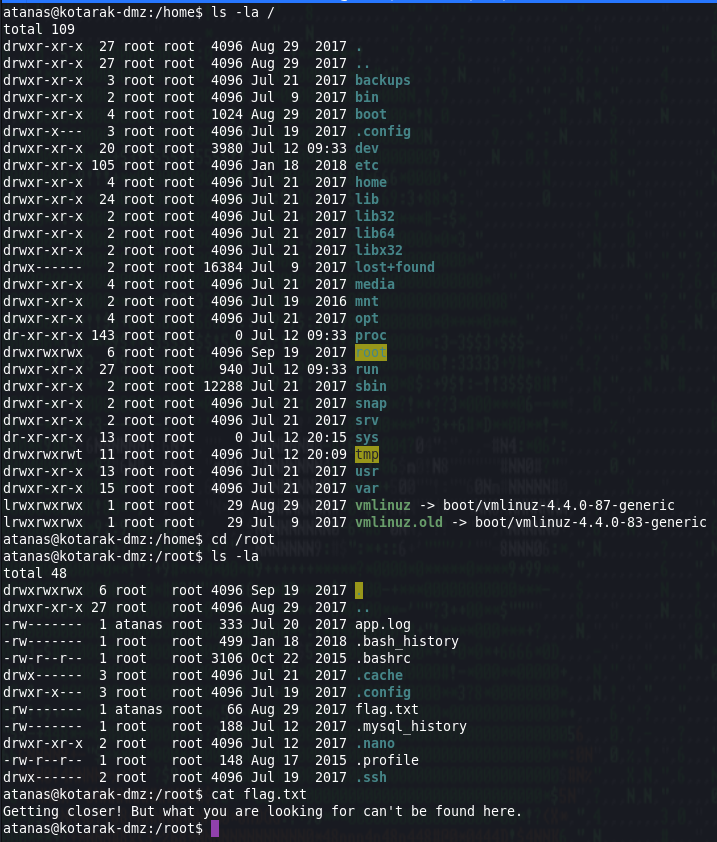 atanas@kotarak-dmz:/home$ ls -la /
total 109
drwxr-xr-x  27 root root  4096 Aug 29  2017 .
drwxr-xr-x  27 root root  4096 Aug 29  2017 ..
drwxr-xr-x   3 root root  4096 Jul 21  2017 backups
drwxr-xr-x   2 root root  4096 Jul  9  2017 bin
drwxr-xr-x   4 root root  1024 Aug 29  2017 boot
drwxr-x---   3 root root  4096 Jul 19  2017 .config
drwxr-xr-x  20 root root  3980 Jul 12 09:33 dev
drwxr-xr-x 105 root root  4096 Jan 18  2018 etc
drwxr-xr-x   4 root root  4096 Jul 21  2017 home
drwxr-xr-x  24 root root  4096 Jul 21  2017 lib
drwxr-xr-x   2 root root  4096 Jul 21  2017 lib32
drwxr-xr-x   2 root root  4096 Jul 21  2017 lib64
drwxr-xr-x   2 root root  4096 Jul 21  2017 libx32
drwx------   2 root root 16384 Jul  9  2017 lost+found
drwxr-xr-x   4 root root  4096 Jul 21  2017 media
drwxr-xr-x   2 root root  4096 Jul 19  2016 mnt
drwxr-xr-x   4 root root  4096 Jul 21  2017 opt
dr-xr-xr-x 143 root root     0 Jul 12 09:33 proc
drwxrwxrwx   6 root root  4096 Sep 19  2017 root
drwxr-xr-x  27 root root   940 Jul 12 09:33 run
drwxr-xr-x   2 root root 12288 Jul 21  2017 sbin
drwxr-xr-x   2 root root  4096 Jul 21  2017 snap
drwxr-xr-x   2 root root  4096 Jul 21  2017 srv
dr-xr-xr-x  13 root root     0 Jul 12 20:15 sys
drwxrwxrwt  11 root root  4096 Jul 12 20:09 tmp
drwxr-xr-x  13 root root  4096 Jul 21  2017 usr
drwxr-xr-x  15 root root  4096 Jul 21  2017 var
lrwxrwxrwx   1 root root    29 Aug 29  2017 vmlinuz -> boot/vmlinuz-4.4.0-87-generic
lrwxrwxrwx   1 root root    29 Jul  9  2017 vmlinuz.old -> boot/vmlinuz-4.4.0-83-generic
atanas@kotarak-dmz:/home$ cd /root
atanas@kotarak-dmz:/root$ ls -la
total 48
drwxrwxrwx  6 root   root 4096 Sep 19  2017 .
drwxr-xr-x 27 root   root 4096 Aug 29  2017 ..
-rw-------  1 atanas root  333 Jul 20  2017 app.log
-rw-------  1 root   root  499 Jan 18  2018 .bash_history
-rw-r--r--  1 root   root 3106 Oct 22  2015 .bashrc
drwx------  3 root   root 4096 Jul 21  2017 .cache
drwxr-x---  3 root   root 4096 Jul 19  2017 .config
-rw-------  1 atanas root   66 Aug 29  2017 flag.txt
-rw-------  1 root   root  188 Jul 12  2017 .mysql_history
drwxr-xr-x  2 root   root 4096 Jul 12  2017 .nano
-rw-r--r--  1 root   root  148 Aug 17  2015 .profile
drwx------  2 root   root 4096 Jul 19  2017 .ssh
atanas@kotarak-dmz:/root$ cat flag.txt
Getting closer! But what you are looking for can't be found here.
atanas@kotarak-dmz:/root$